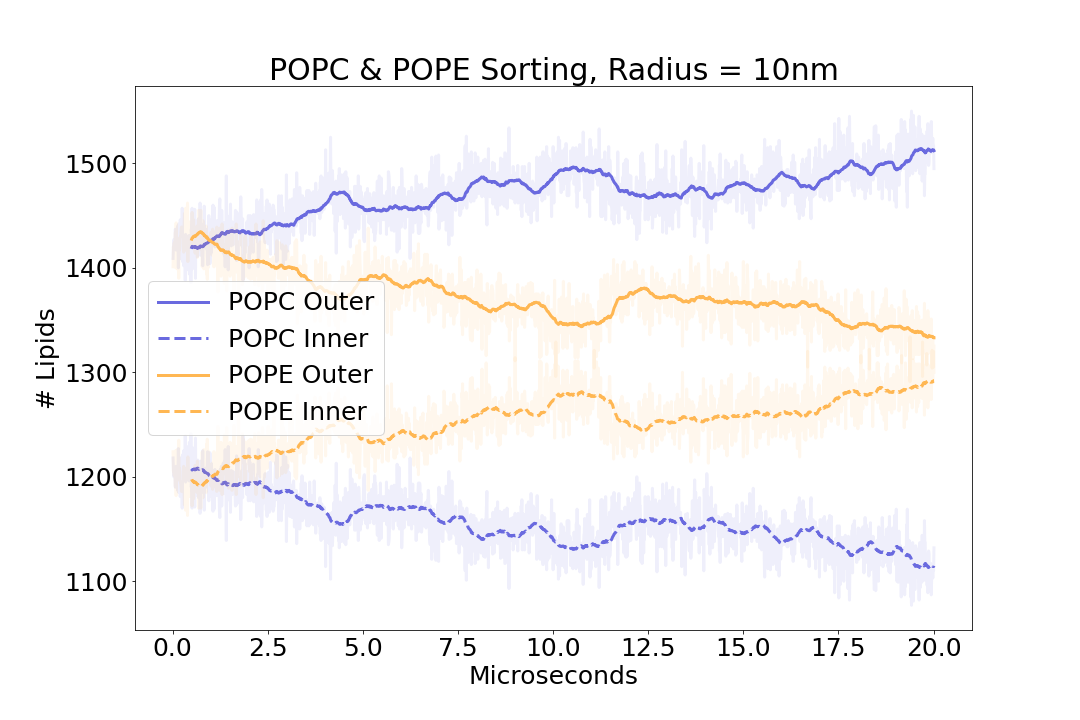 POPC & POPE Sorting, Radius = 10nm
# Lipids
1500
1400
1300
1200
1100
POPC Outer
POPC Inner
POPE Outer
POPE Inner
0.0 2.5 5.0 7.5 10.0 12.5 15.0 17.5 20.0
Microseconds